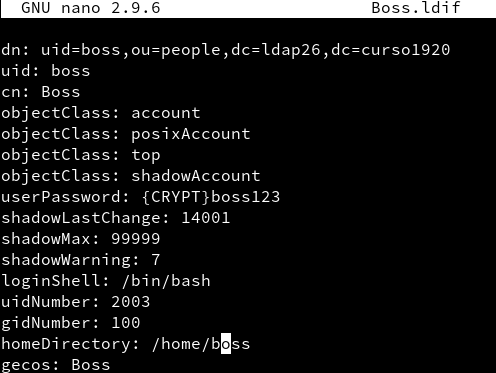 GNU nano 2.9.6 Boss.ldif
dn: uid=boss,ou=people,dc=ldap26,dc=curso1920
uid: boss
cn: Boss
objectClass: account
objectClass: posixAccount
objectClass: top
objectClass: shadowAccount
userPassword: {CRYPT}boss123
shadowLastChange: 14001
shadowMax: 99999
shadowWarning: 7
loginShell: /bin/bash
uidNumber: 2003
gidNumber: 100
homeDirectory: /home/boss
gecos: Boss